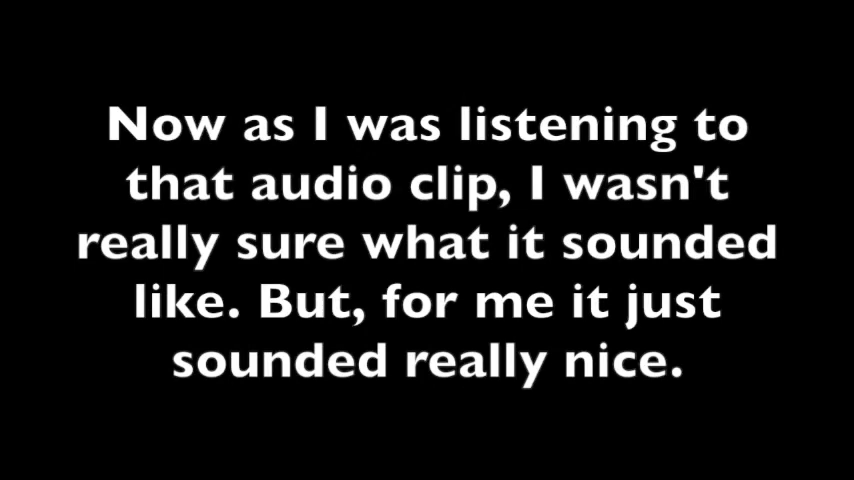 Now as I was listening to
that audio clip, I wasn't
really sure what it sounded
like. But, for me it just
sounded really nice.